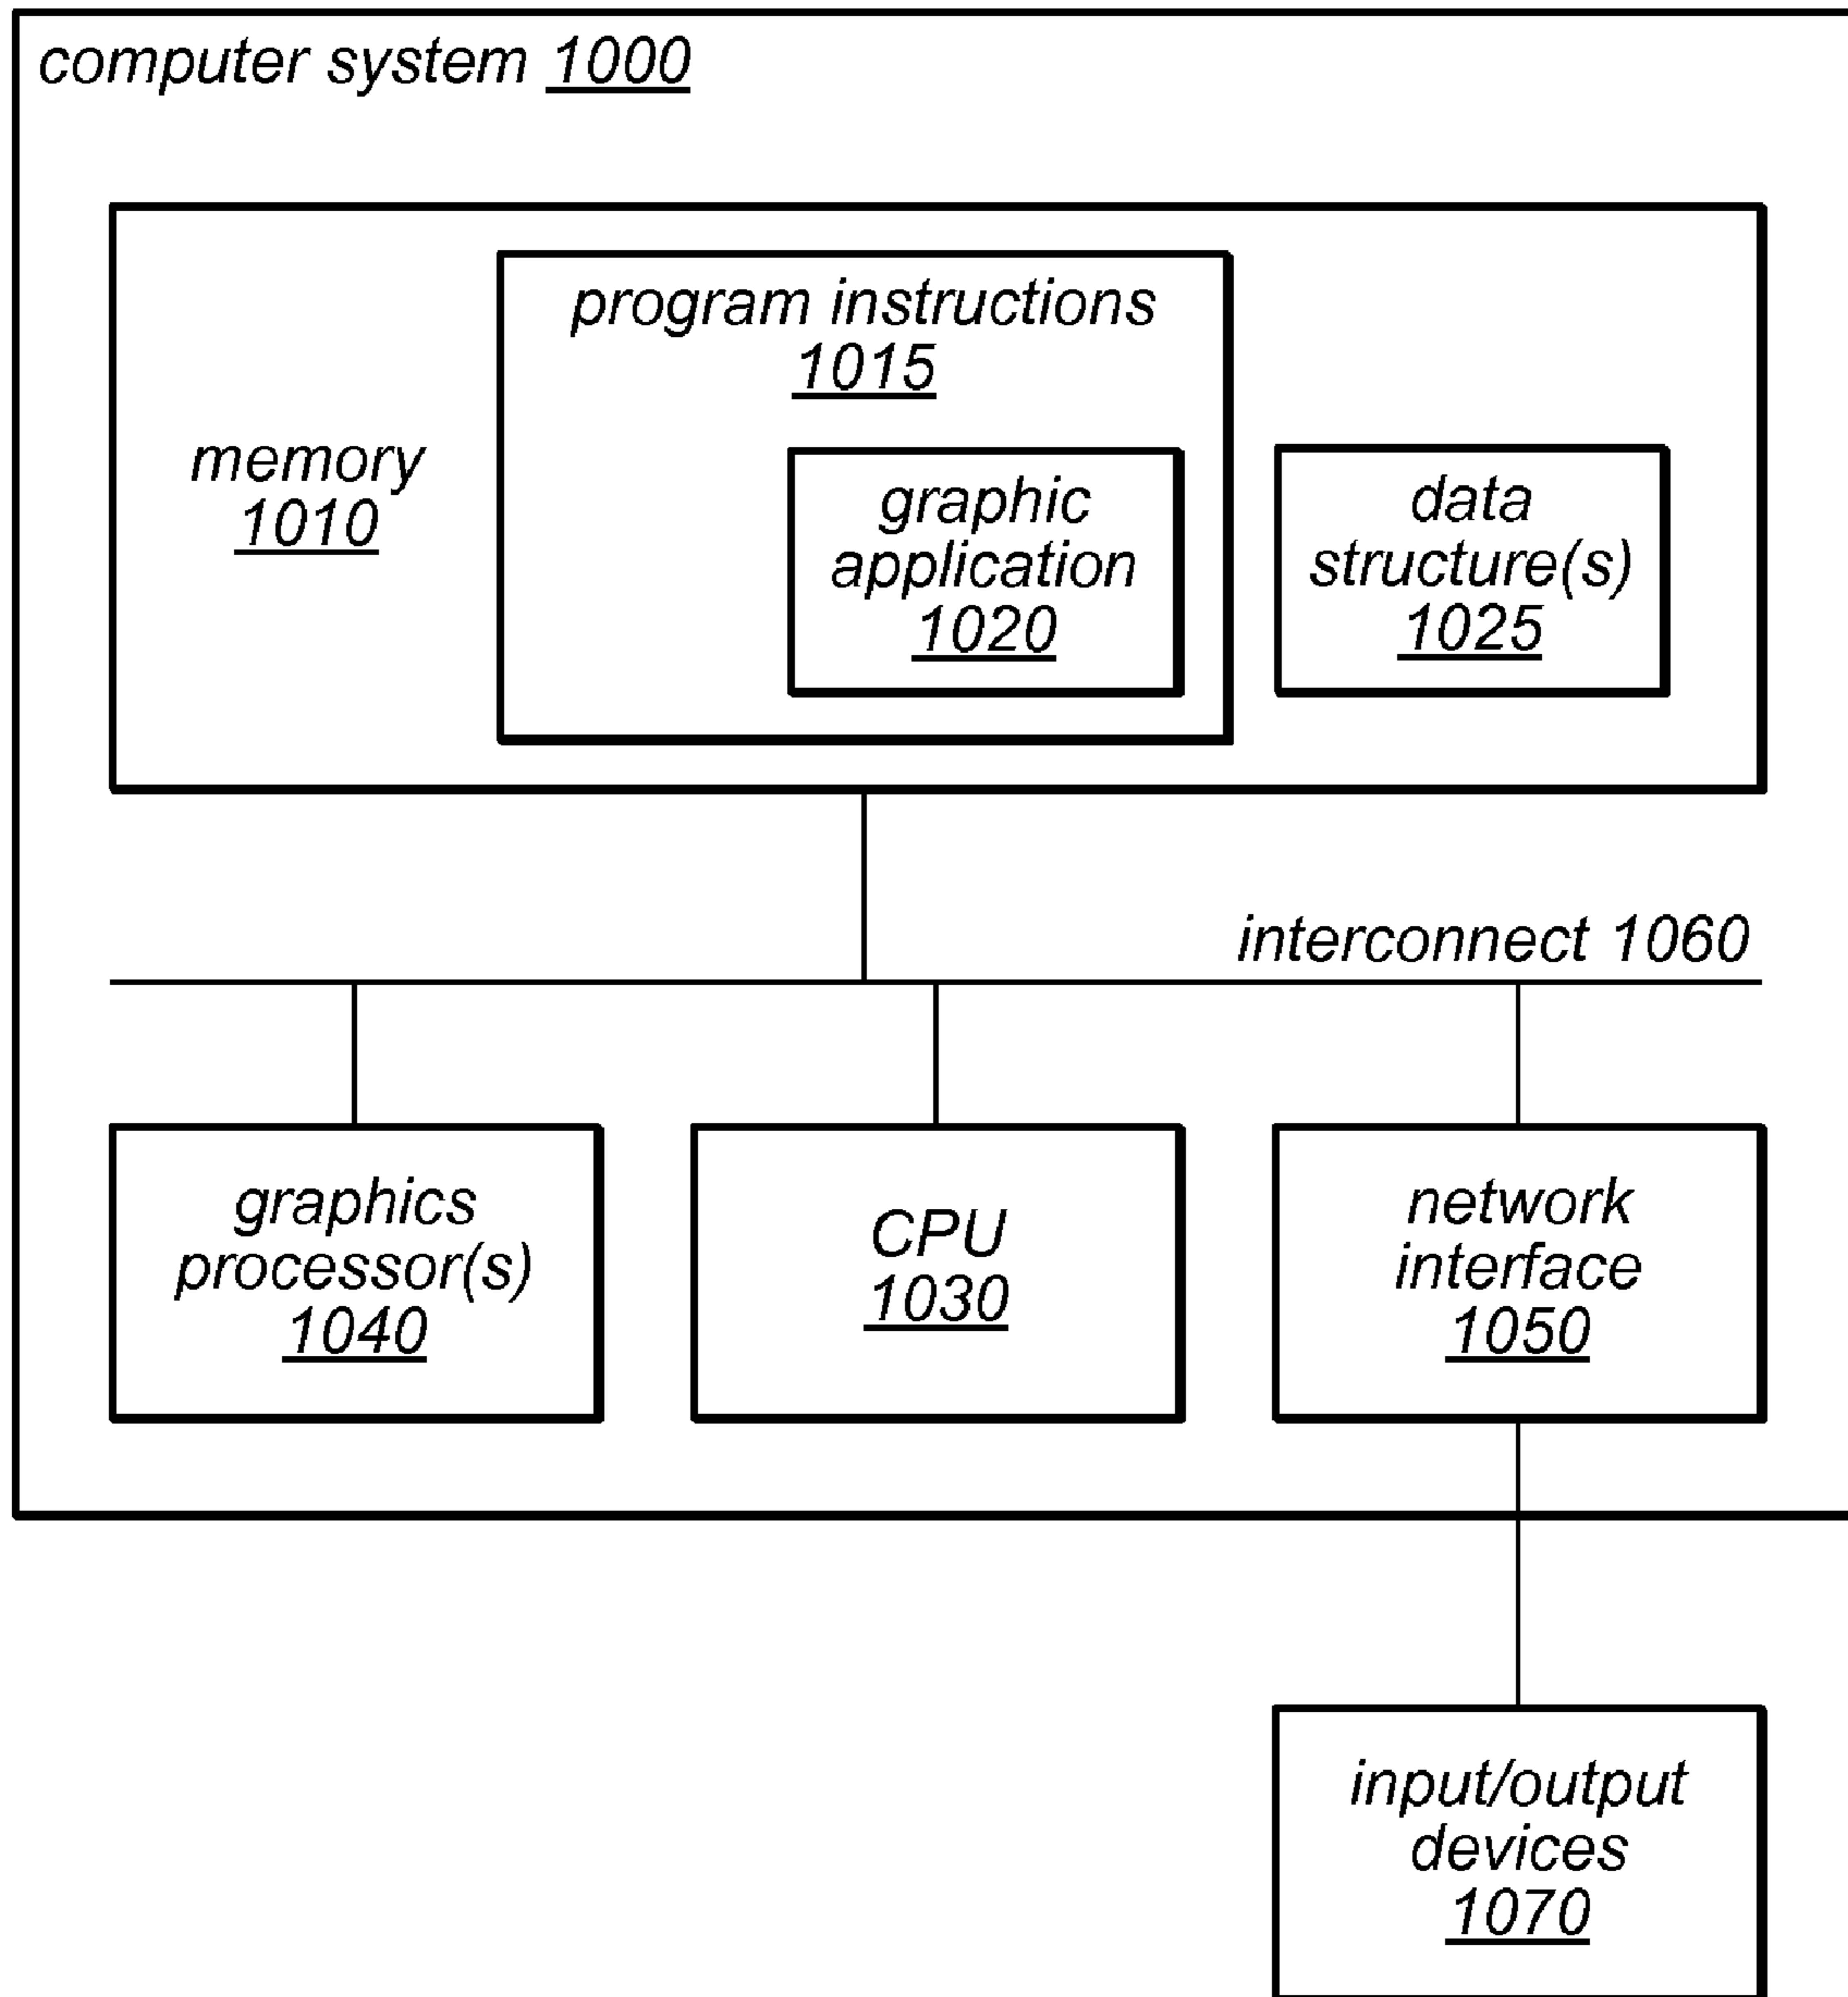 computer system 1000
program instructions
1015
memory
1010
graphic
application
1020
data
structure(s)
1025
interconnect 1060
graphics
processor(s)
1040
CPU
1030
network
interface
1050
input/output
devices
1070